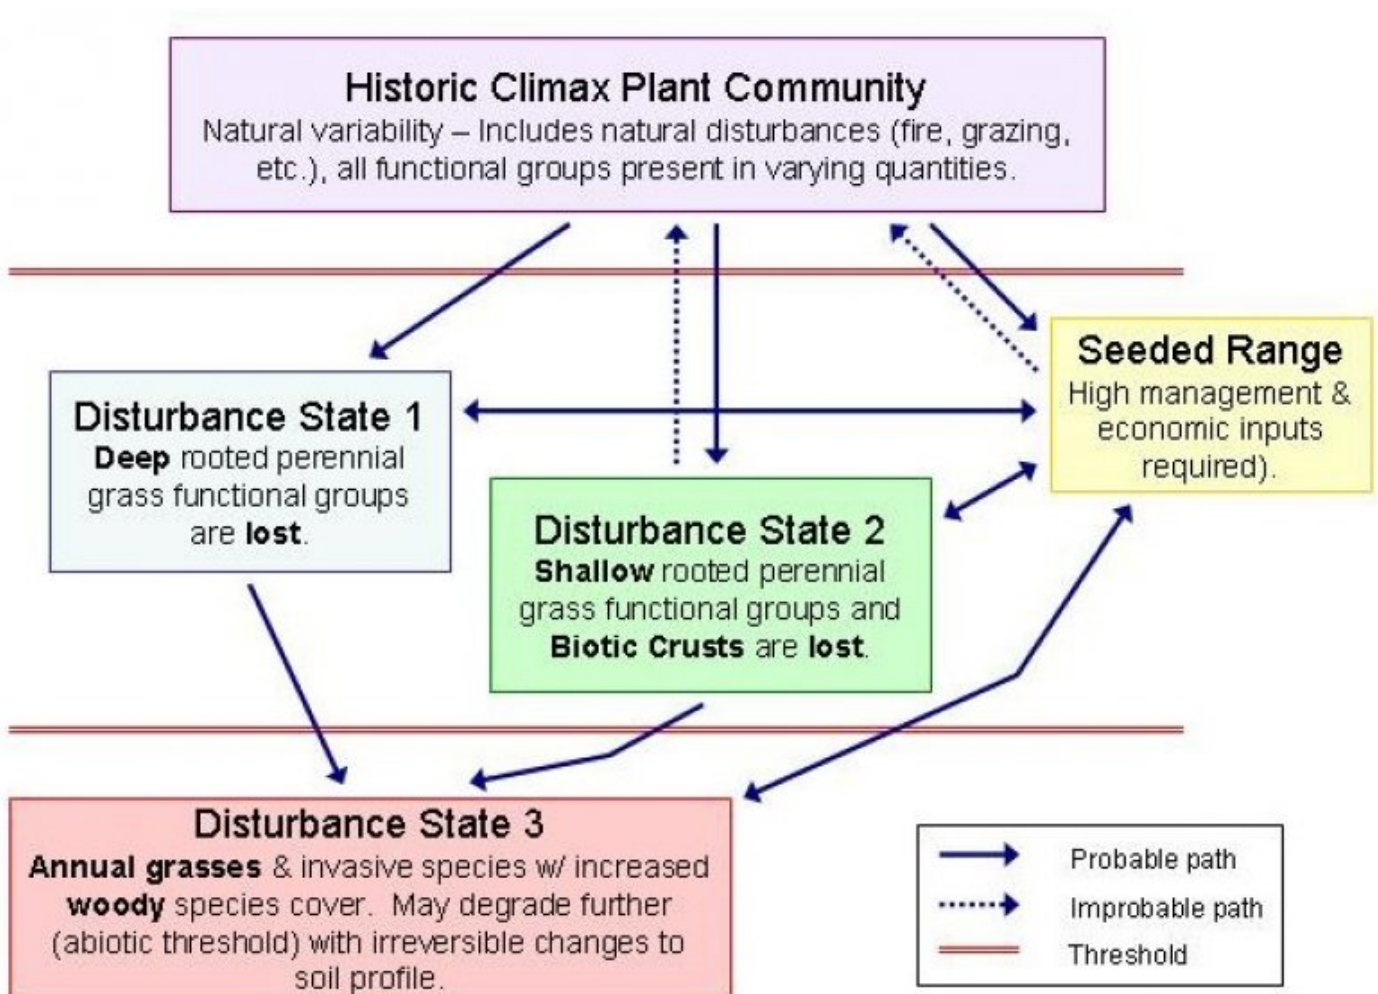 Historic Climax Plant Community
Natural variability – Includes natural disturbances (fire, grazing,
etc.), all functional groups present in varying quantities.
Seeded Range
High management &
economic inputs
required).
Disturbance State 1
Deep rooted perennial
grass functional groups
are lost.
Disturbance State 2
Shallow rooted perennial
grass functional groups and
Biotic Crusts are lost.
Disturbance State 3
Annual grasses & invasive species w/ increased
woody species cover. May degrade further
(abiotic threshold) with irreversible changes to
soil profile.
Probable path
Improbable path
Threshold